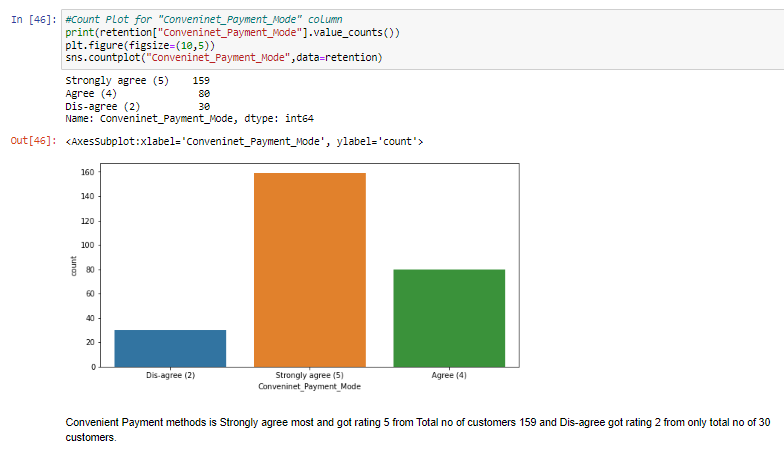 In [46]: #Count Plot for "Conveninet_Payment_Mode" column
print(retention["Conveninet_Payment_Mode"].value_counts())
plt.figure(figsize=(10,5))
sns.countplot("Conveninet_Payment_Mode",data=retention)
Strongly agree (5)    159
Agree (4)              80
Dis-agree (2)          30
Name: Conveninet_Payment_Mode, dtype: int64
Out[46]: <AxesSubplot:xlabel='Conveninet_Payment_Mode', ylabel='count'>
160
140
120
100
80
60
40
20
0
count
Dis-agree (2) Strongly agree (5) Agree (4)
Conveninet_Payment_Mode
Convenient Payment methods is Strongly agree most and got rating 5 from Total no of customers 159 and Dis-agree got rating 2 from only total no of 30
customers.